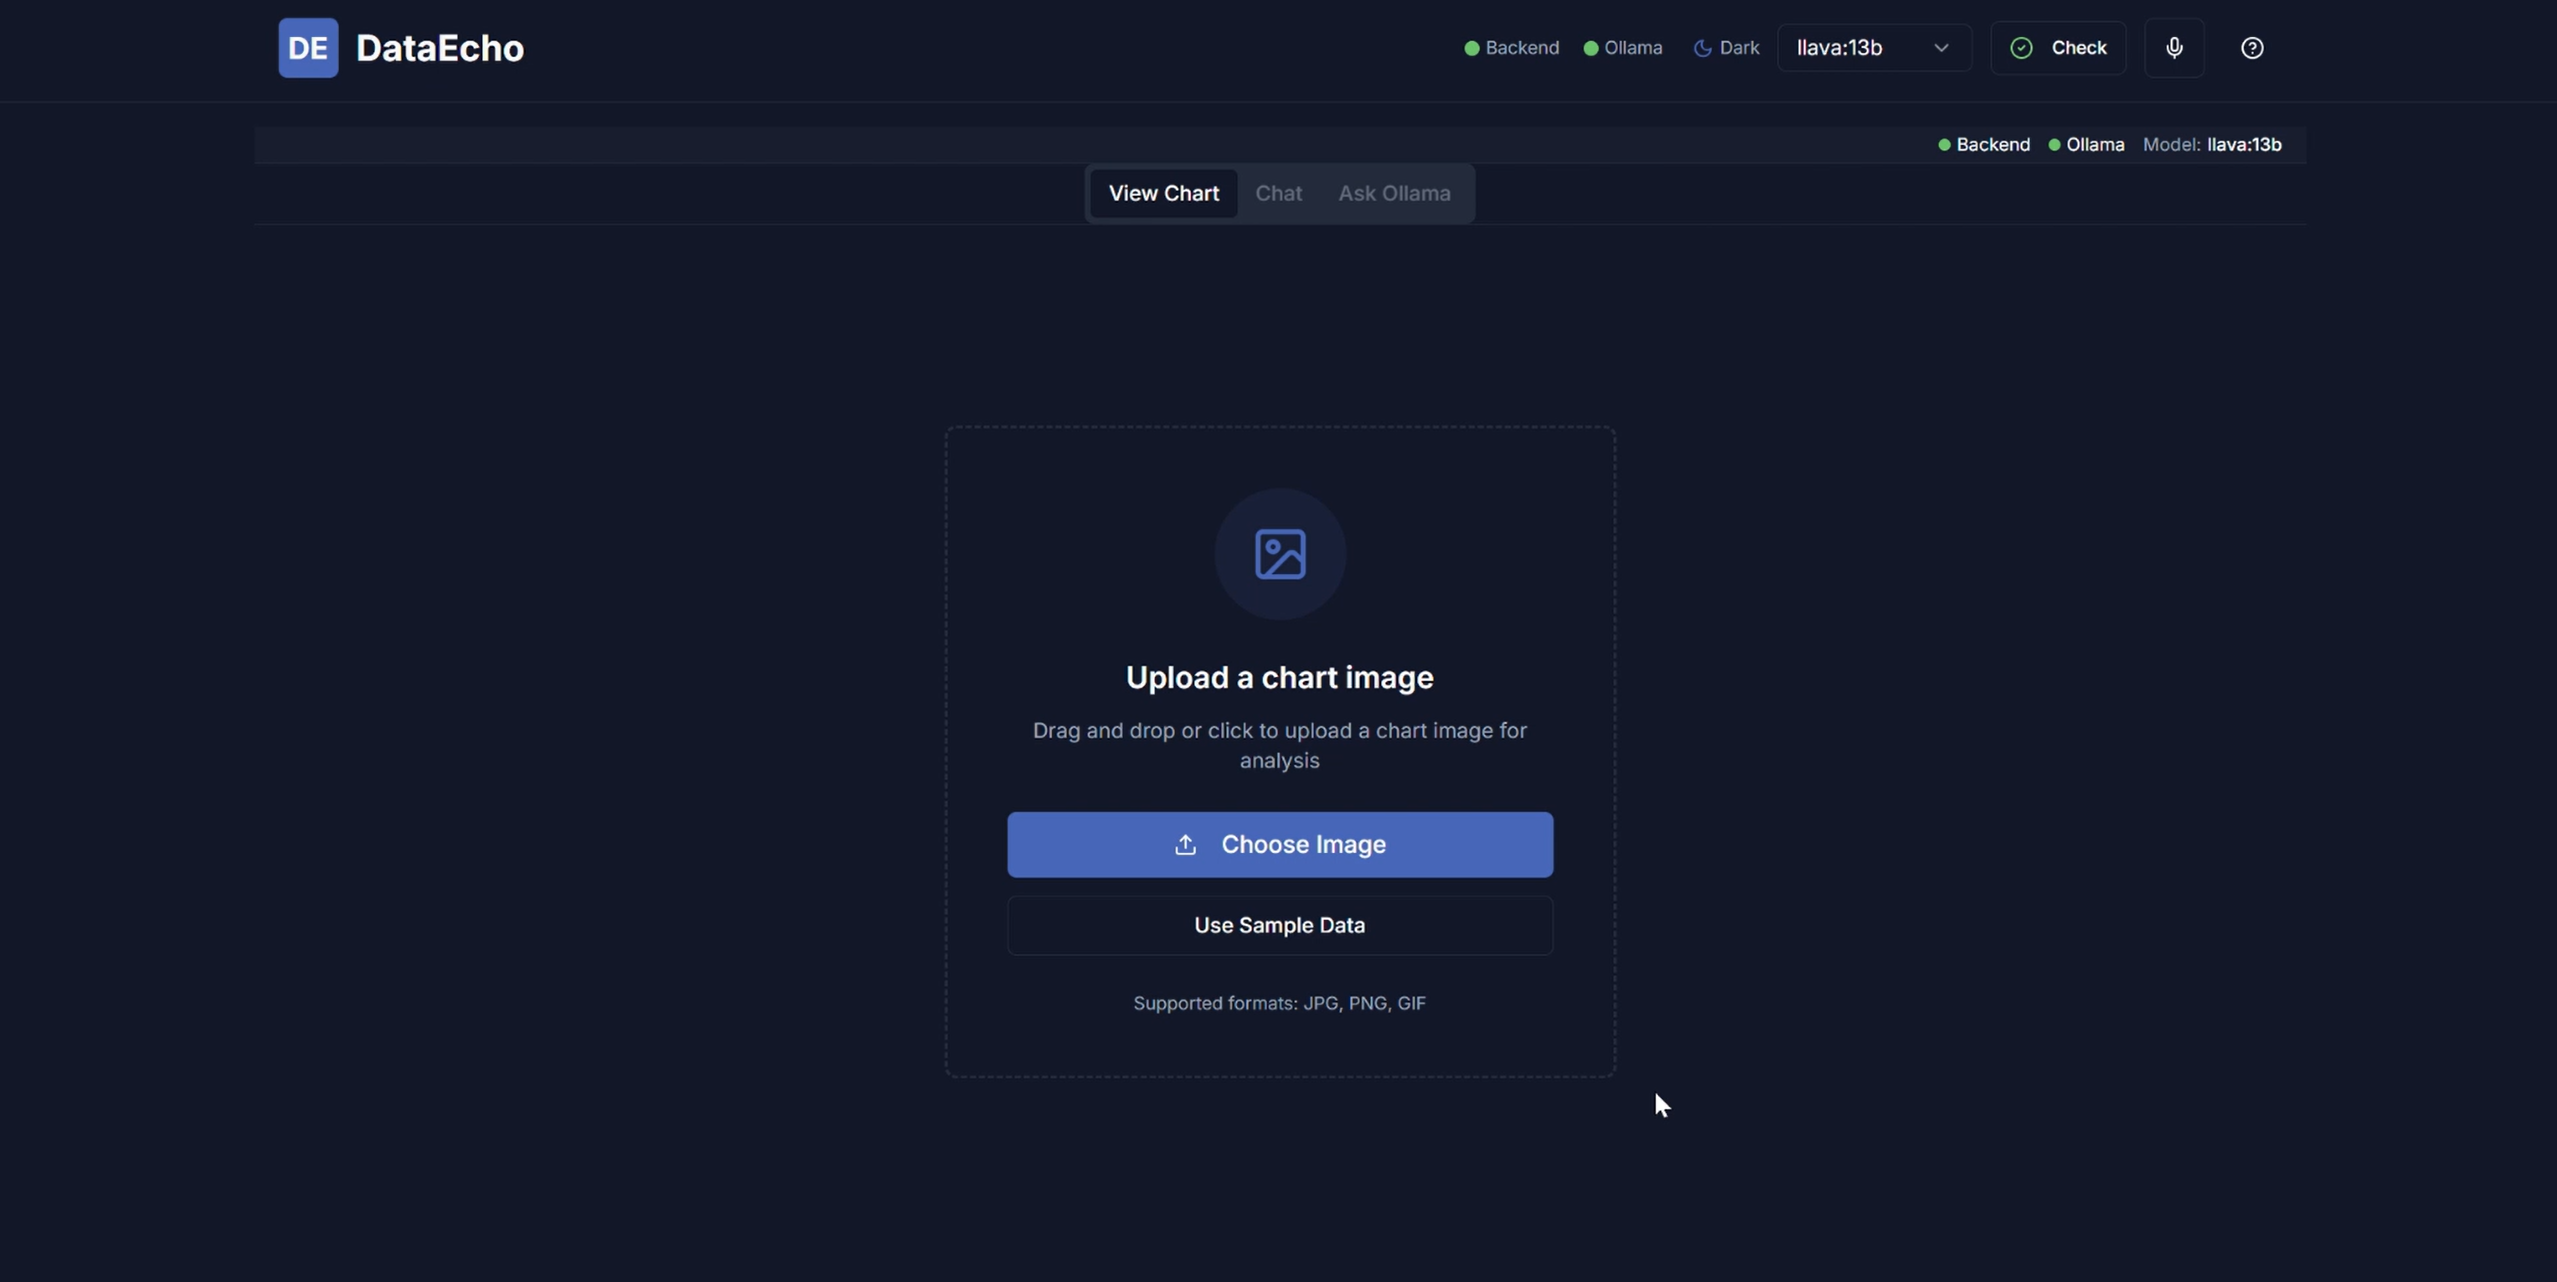 DE DataEcho
Backend Ollama Dark llava:13b Check
Backend Ollama Model: llava:13b
View Chart Chat Ask Ollama
Upload a chart image
Drag and drop or click to upload a chart image for
analysis
Choose Image
Use Sample Data
Supported formats: JPG, PNG, GIF